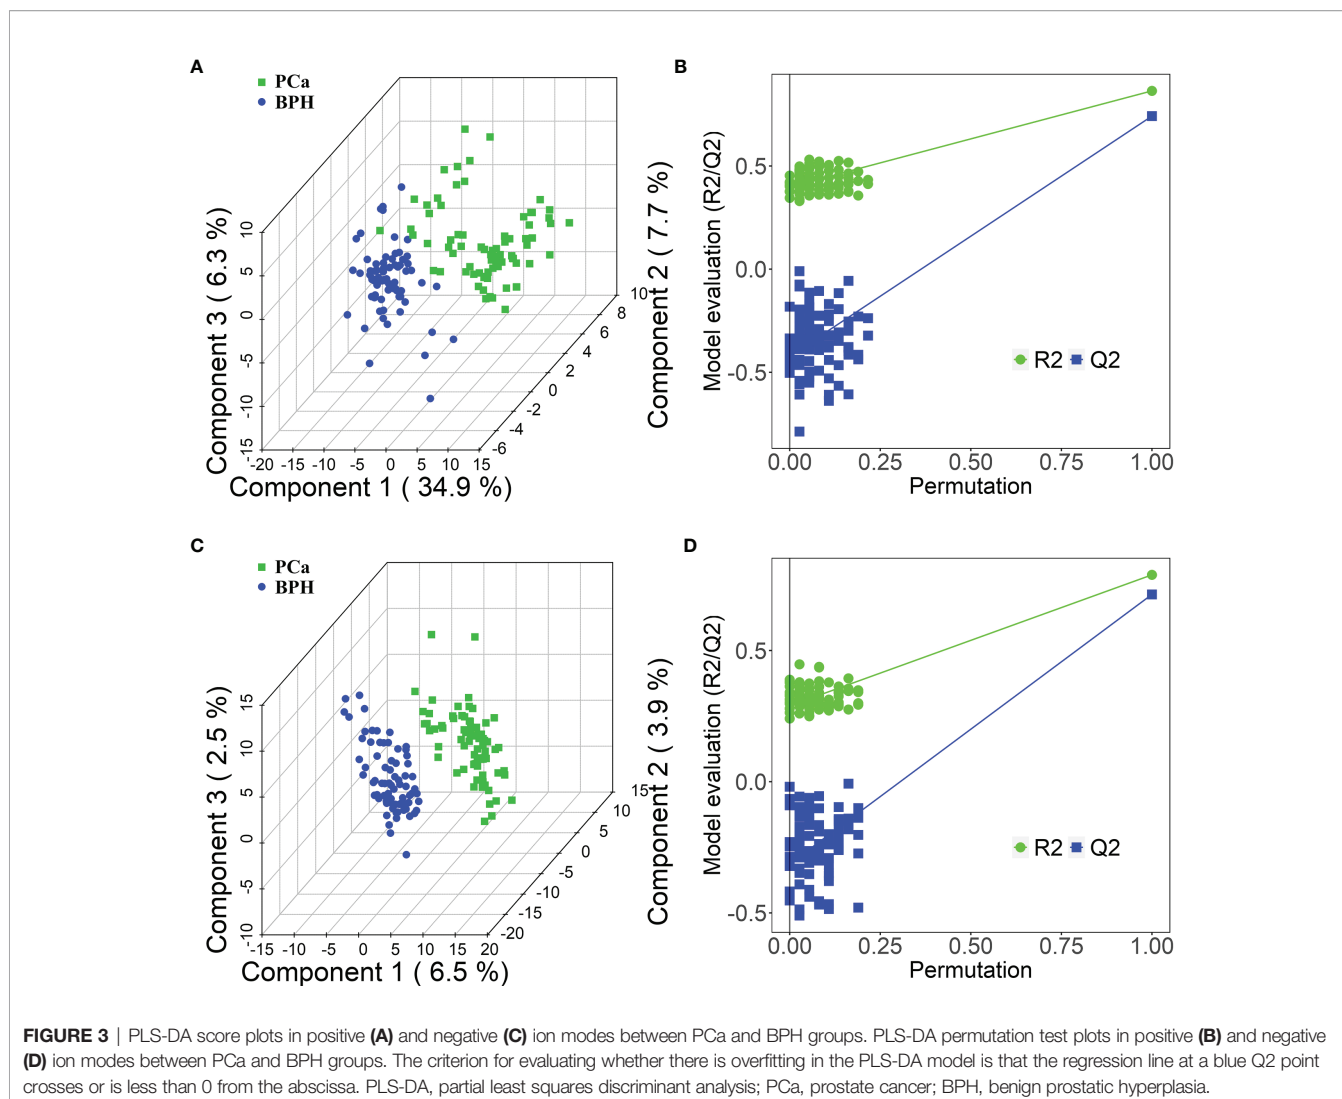 A
PCa
BPH
10
5
0
-5
-10
-15
Component 3 ( 6.3 %)
-20 -15 -10 -5 0 5 10 15
Component 1 ( 34.9 %)
-6
-4
-2
0
2
4
6
8
10
Component 2 ( 7.7 %)
B
0.5
0.0
-0.5
Model evaluation (R2/Q2)
R2 Q2
0.00 0.25 0.50 0.75 1.00
Permutation
C
PCa
BPH
15
10
5
0
-5
-10
Component 3 ( 2.5 %)
-15 -10 -5 0 5 10 15 20
Component 1 ( 6.5 %)
-20
-15
-10
-5
0
5
10
15
Component 2 ( 3.9 %)
D
0.5
0.0
-0.5
Model evaluation (R2/Q2)
R2 Q2
0.00 0.25 0.50 0.75 1.00
Permutation
FIGURE 3 | PLS-DA score plots in positive (A) and negative (C) ion modes between PCa and BPH groups. PLS-DA permutation test plots in positive (B) and negative
(D) ion modes between PCa and BPH groups. The criterion for evaluating whether there is overfitting in the PLS-DA model is that the regression line at a blue Q2 point
crosses or is less than 0 from the abscissa. PLS-DA, partial least squares discriminant analysis; PCa, prostate cancer; BPH, benign prostatic hyperplasia.